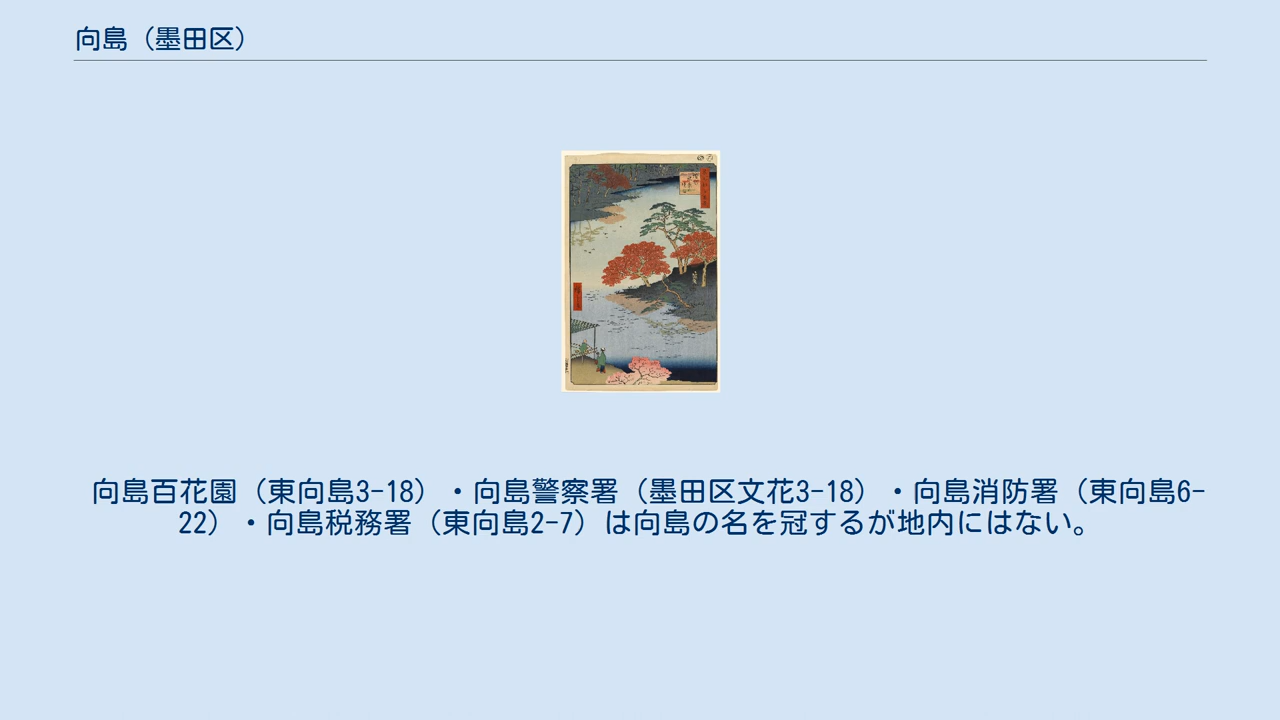 向島（墨田区）
向島百花園（東向島3-18）・向島警察署（墨田区文花3-18）・向島消防署（東向島6-
22）・向島税務署（東向島2-7）は向島の名を冠するが地内にはない。